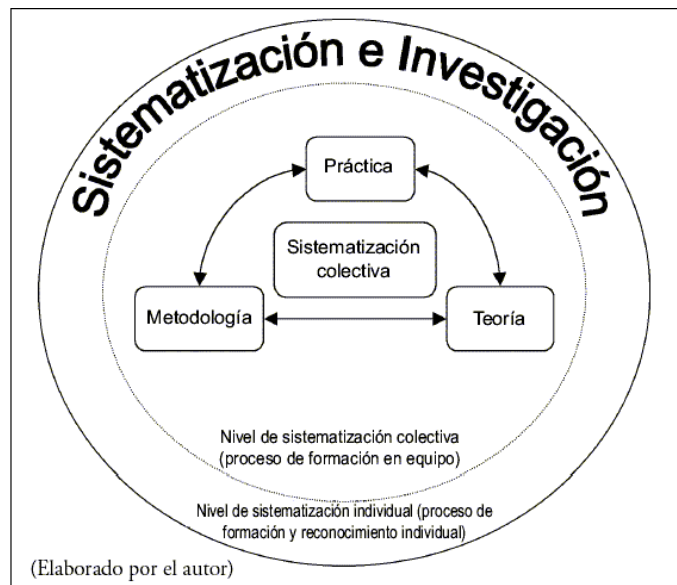 Sistematización e Investigación
Práctica
Sistematización
colectiva
Metodología
Teoría
Nivel de sistematización colectiva
(proceso de formación en equipo)
Nivel de sistematización individual (proceso de
formación y reconocimiento individual)
(Elaborado por el autor)